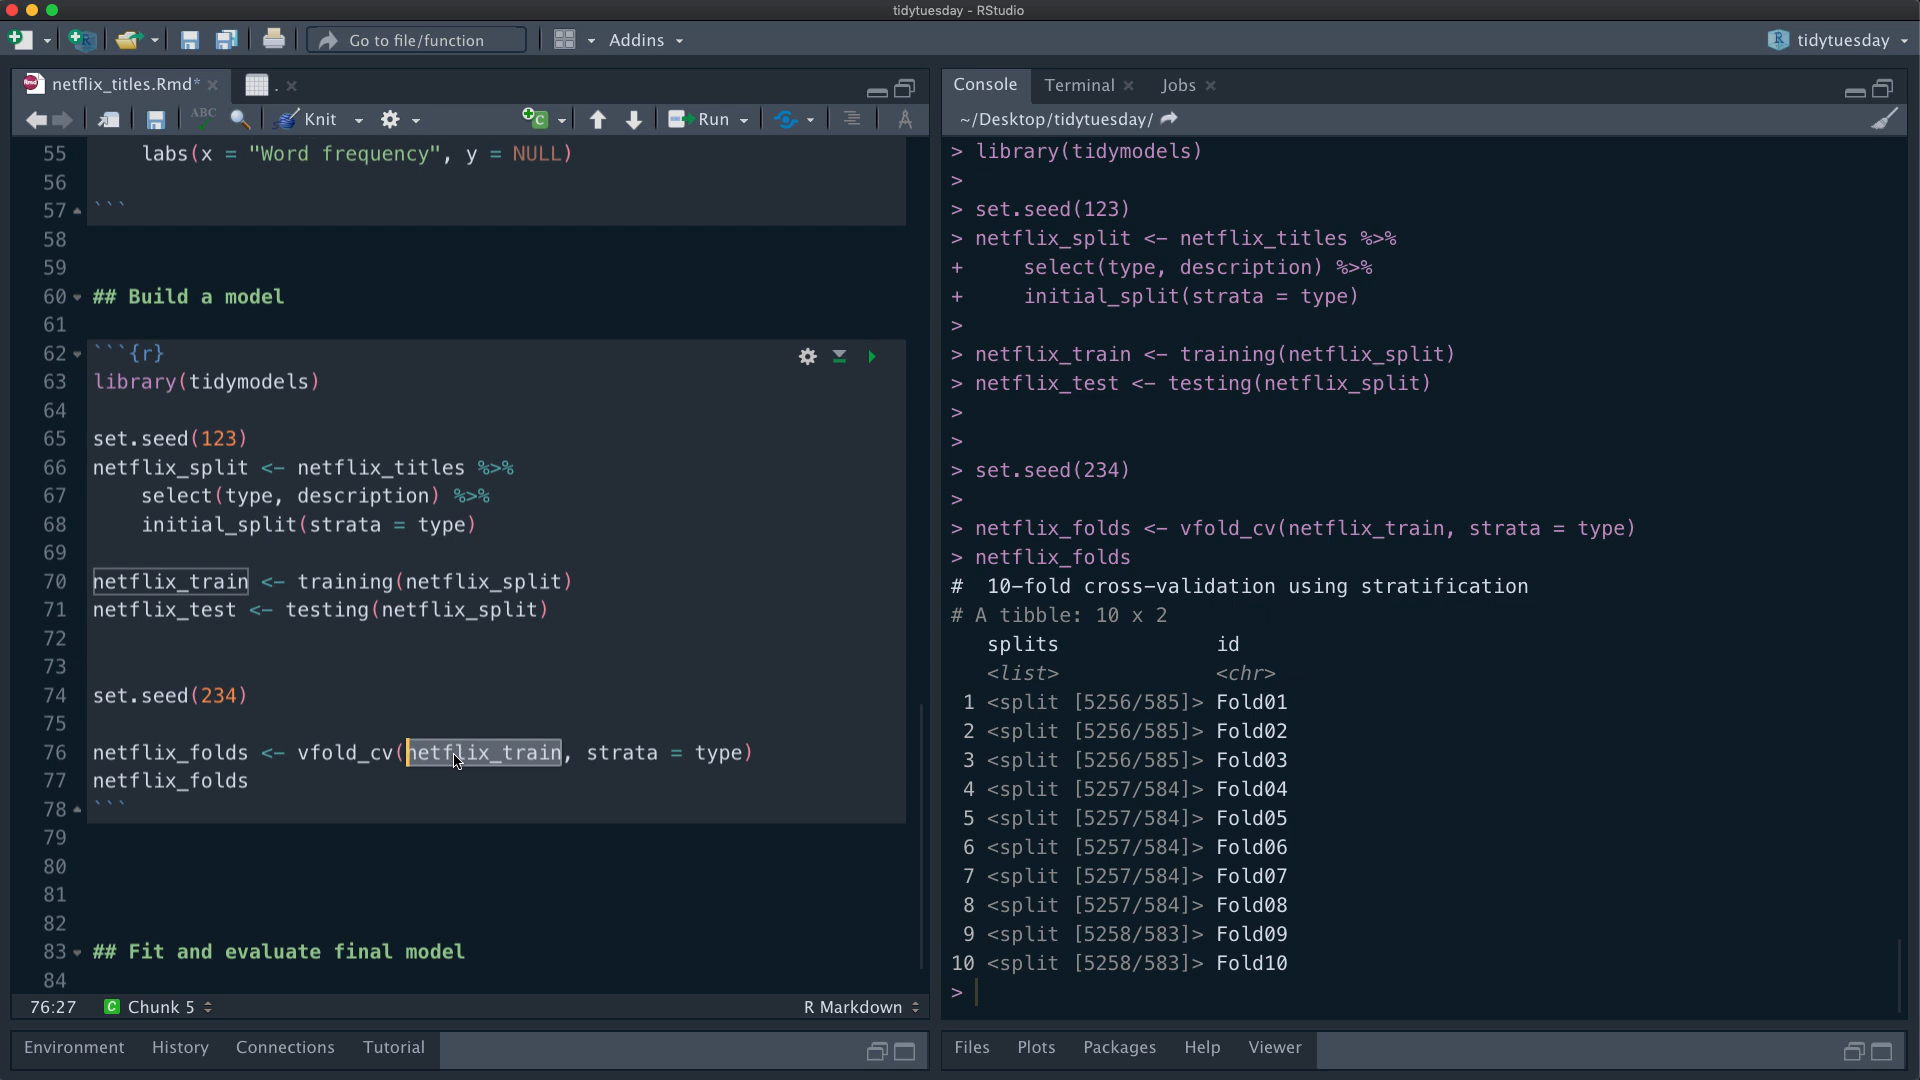 tidytuesday - RStudio
Go to file/function
Addins
tidytuesday
netflix_titles.Rmd*
.
ABC
Knit
Run
55 labs(x = "Word frequency", y = NULL)
56
57 ```
58
59
60 ## Build a model
61
62 ```{r}
63 library(tidymodels)
64
65 set.seed(123)
66 netflix_split <- netflix_titles %>%
67 select(type, description) %>%
68 initial_split(strata = type)
69
70 netflix_train <- training(netflix_split)
71 netflix_test <- testing(netflix_split)
72
73
74 set.seed(234)
75
76 netflix_folds <- vfold_cv(netflix_train, strata = type)
77 netflix_folds
78 ```
79
80
81
82
83 ## Fit and evaluate final model
84
76:27 Chunk 5 R Markdown
Environment History Connections Tutorial
Console Terminal Jobs
~/Desktop/tidytuesday/
> library(tidymodels)
>
> set.seed(123)
> netflix_split <- netflix_titles %>%
+ select(type, description) %>%
+ initial_split(strata = type)
>
> netflix_train <- training(netflix_split)
> netflix_test <- testing(netflix_split)
>
>
> set.seed(234)
>
> netflix_folds <- vfold_cv(netflix_train, strata = type)
> netflix_folds
# 10-fold cross-validation using stratification
# A tibble: 10 x 2
splits id
<list> <chr>
1 <split [5256/585]> Fold01
2 <split [5256/585]> Fold02
3 <split [5256/585]> Fold03
4 <split [5257/584]> Fold04
5 <split [5257/584]> Fold05
6 <split [5257/584]> Fold06
7 <split [5257/584]> Fold07
8 <split [5257/584]> Fold08
9 <split [5258/583]> Fold09
10 <split [5258/583]> Fold10
>
Files Plots Packages Help Viewer